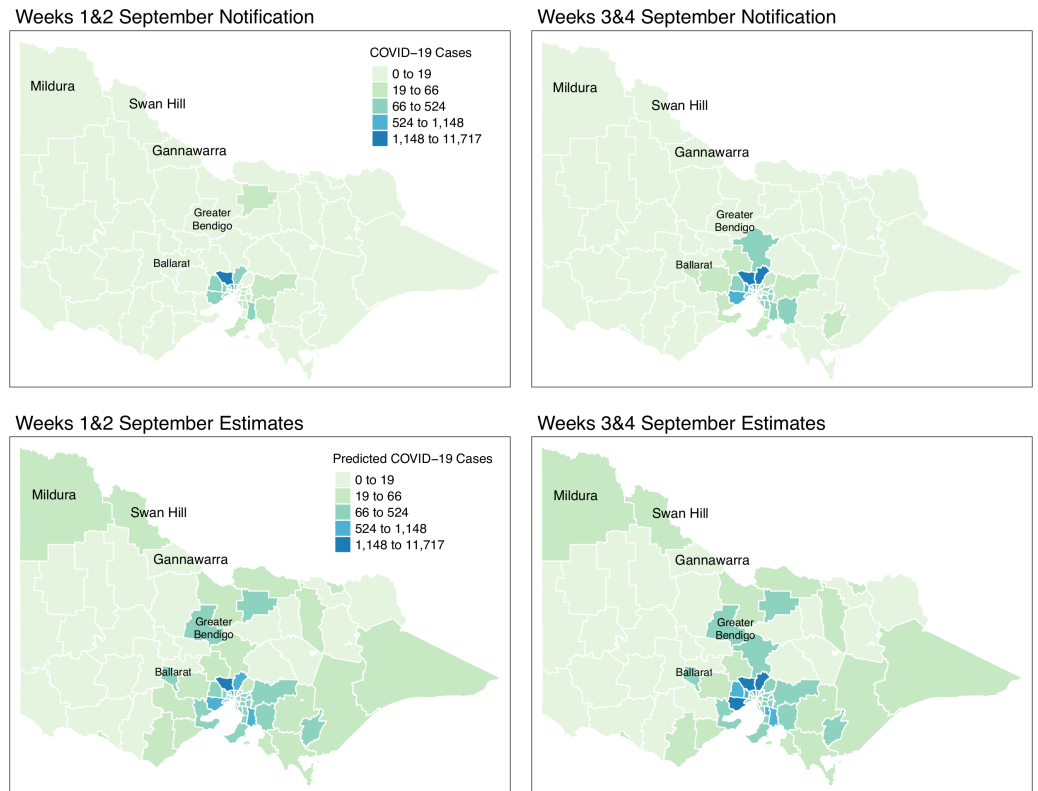 Weeks 1&2 September Notification
COVID−19 Cases
0 to 19
19 to 66
66 to 524
524 to 1,148
1,148 to 11,717
Mildura
Swan Hill
Gannawarra
Greater
Bendigo
Ballarat
Weeks 3&4 September Notification
Mildura
Swan Hill
Gannawarra
Greater
Bendigo
Ballarat
Weeks 1&2 September Estimates
Predicted COVID−19 Cases
0 to 19
19 to 66
66 to 524
524 to 1,148
1,148 to 11,717
Mildura
Swan Hill
Gannawarra
Greater
Bendigo
Ballarat
Weeks 3&4 September Estimates
Mildura
Swan Hill
Gannawarra
Greater
Bendigo
Ballarat